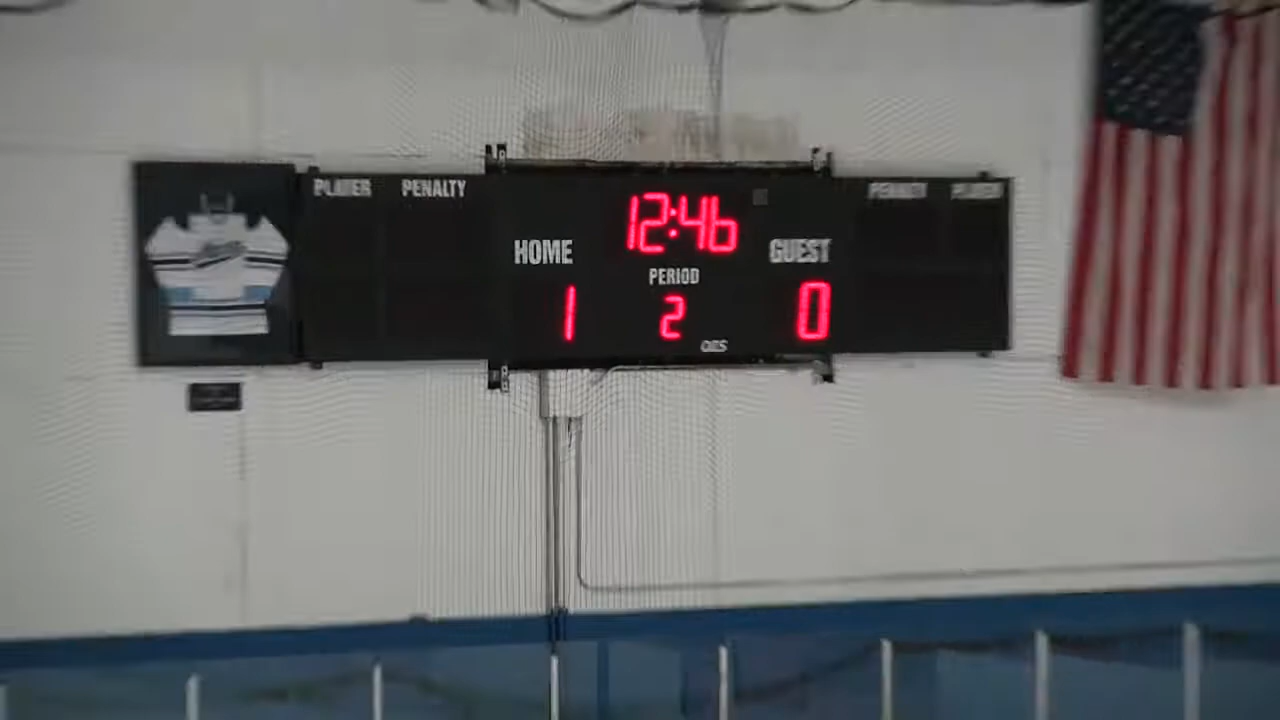 PLAYER PENALTY
12:46
PENALTY PLAYER
HOME
GUEST
PERIOD
1
2
0